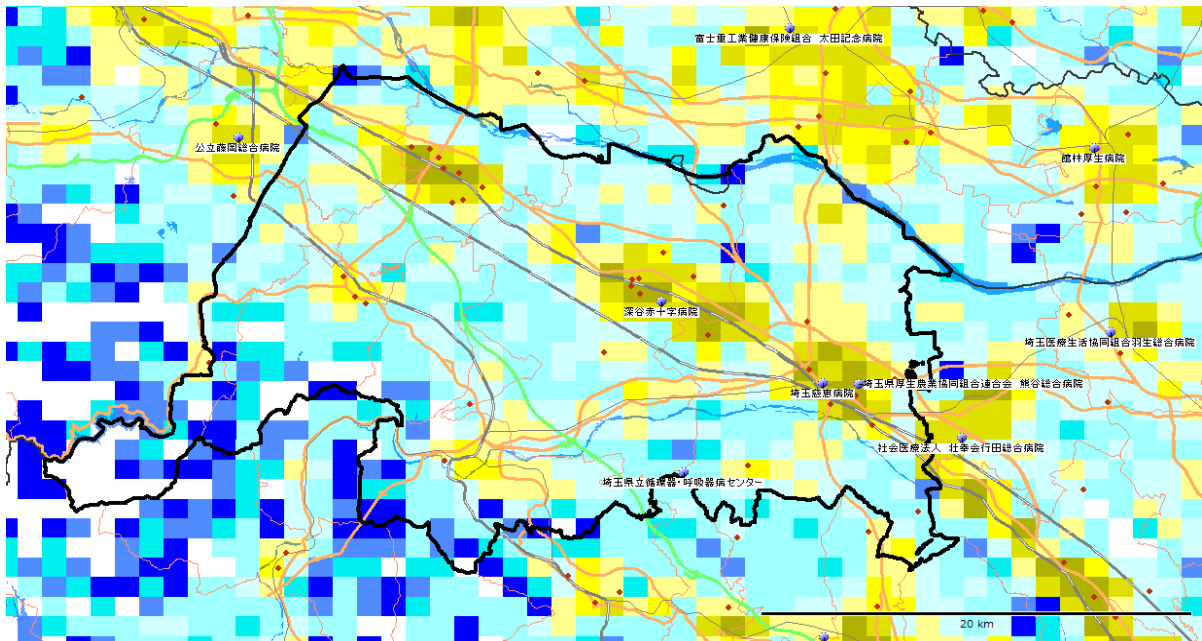 富士重工業健康保険組合 太田記念病院
公立藤岡総合病院
館林厚生病院
深谷赤十字病院
埼玉医療生活協同組合羽生総合病院
埼玉慈恵病院
埼玉県厚生農業協同組合連合会 熊谷総合病院
社会医療法人 壮幸会行田総合病院
埼玉県立循環器・呼吸器病センター
20 km